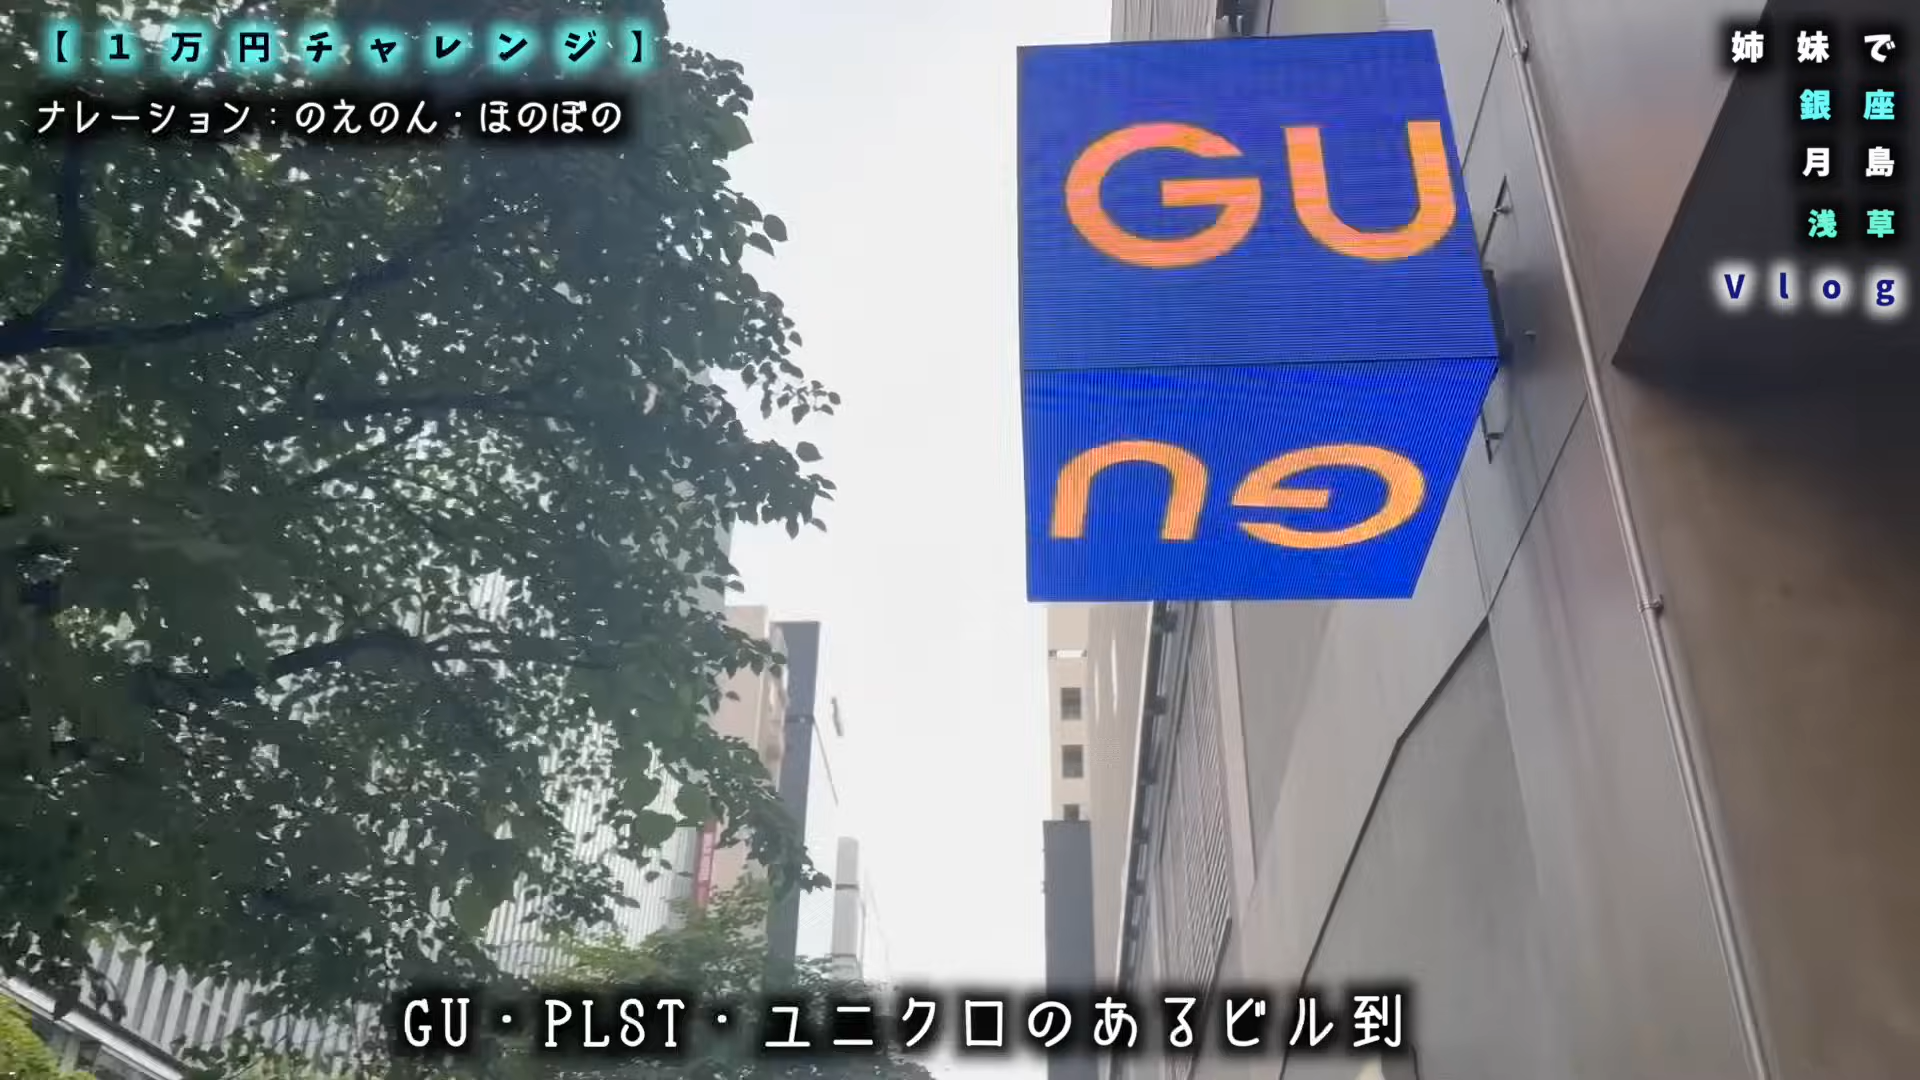 【1万円チャレンジ】
ナレーション：のえのん・ほのぼの
姉妹で
銀座
月島
浅草
Vlog
GU
GU
GU・PLST・ユニクロのあるビル到